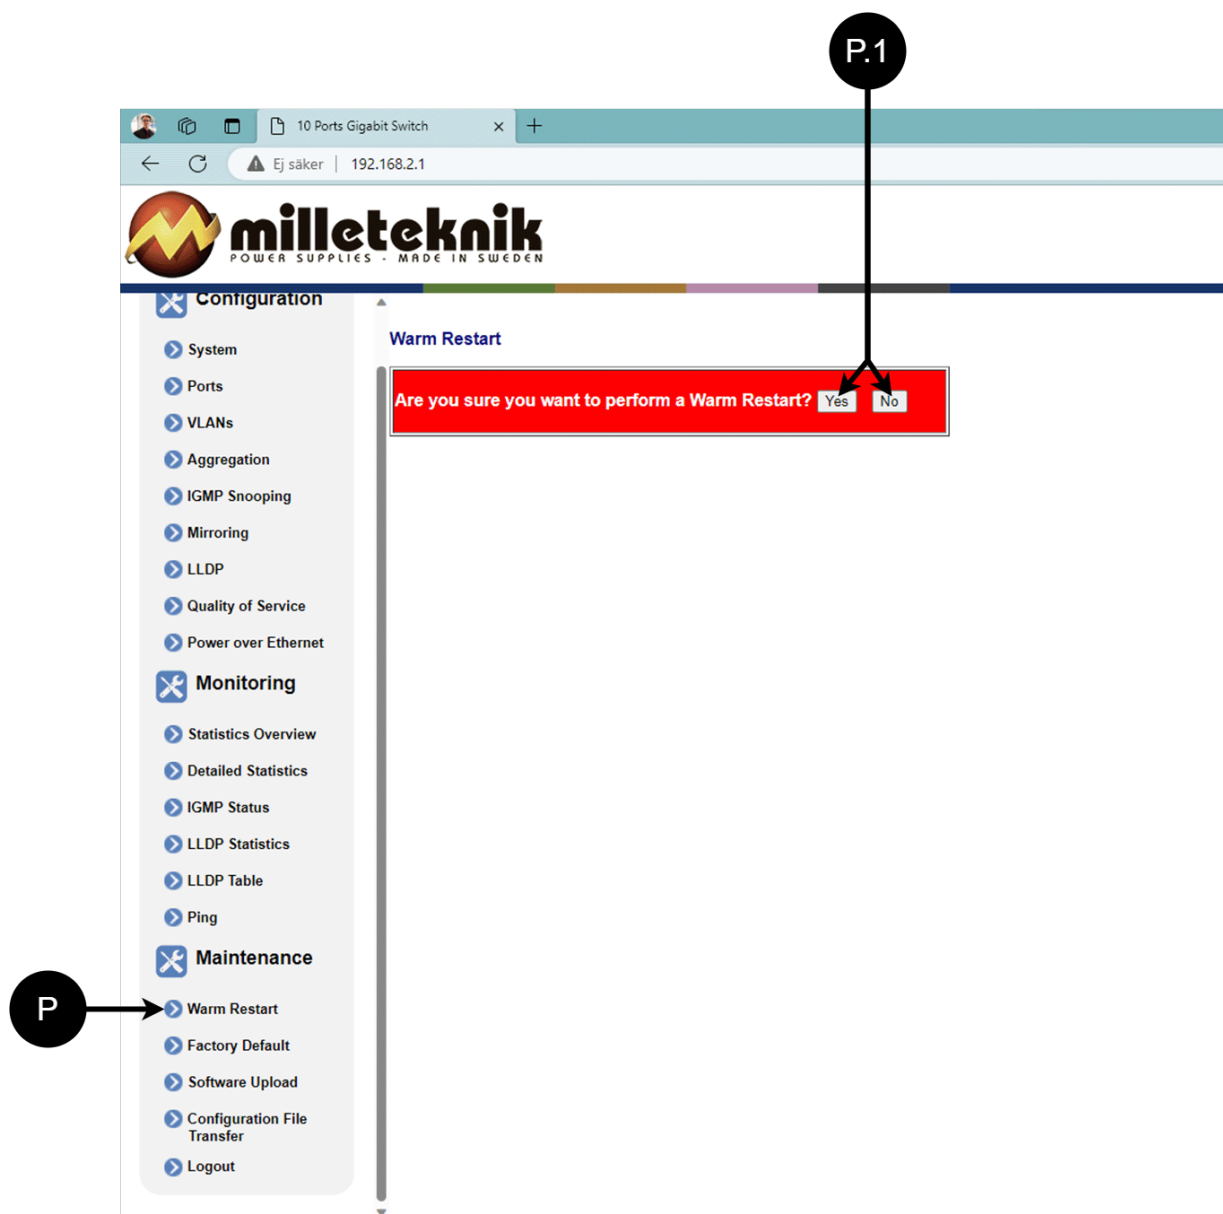 P.1
10 Ports Gigabit Switch
Ej säker | 192.168.2.1
milleteknik
POWER SUPPLIES - MADE IN SWEDEN
Configuration
System
Ports
VLANs
Aggregation
IGMP Snooping
Mirroring
LLDP
Quality of Service
Power over Ethernet
Monitoring
Statistics Overview
Detailed Statistics
IGMP Status
LLDP Statistics
LLDP Table
Ping
Maintenance
P
Warm Restart
Factory Default
Software Upload
Configuration File
Transfer
Logout
Warm Restart
Are you sure you want to perform a Warm Restart? Yes No